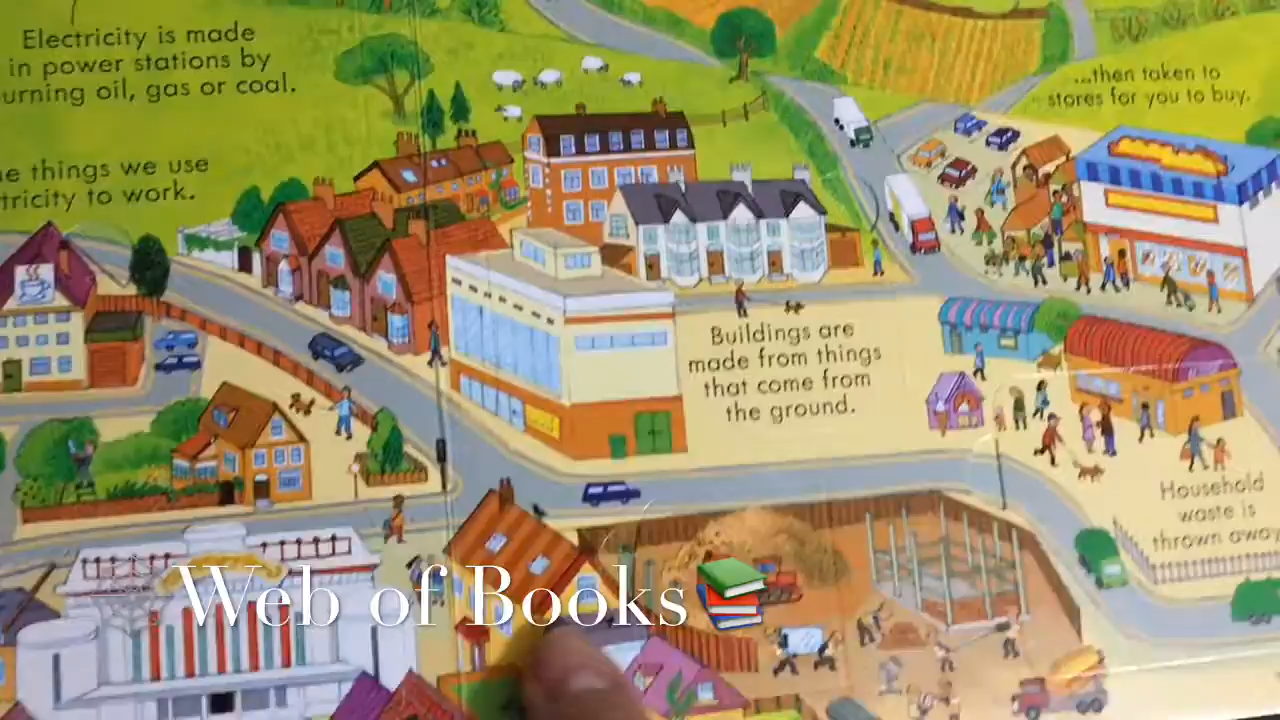 Electricity is made
in power stations by
urning oil, gas or coal.
e things we use
tricity to work.
...then taken to
stores for you to buy.
Buildings are
made from things
that come from
the ground.
Household
waste is
thrown away
Web of Books